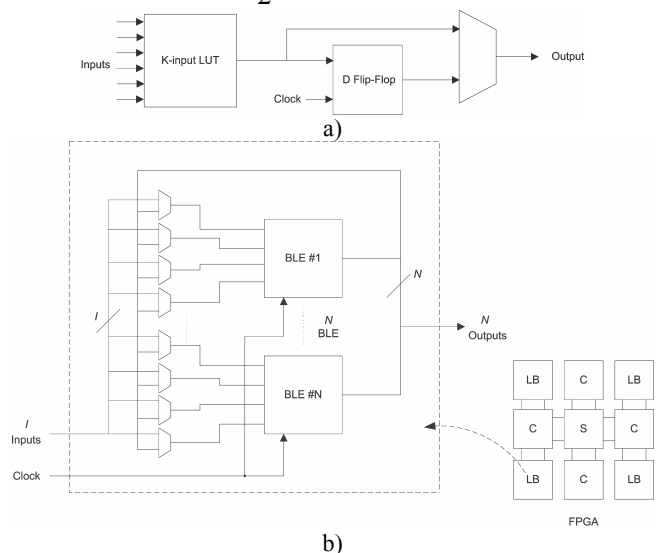 2
Inputs
K-input LUT
D Flip-Flop
Clock
Output
a)
BLE #1
N
I
N
BLE
N
Outputs
BLE #N
I
Inputs
Clock
LB
C
LB
C
S
C
LB
C
LB
FPGA
b)